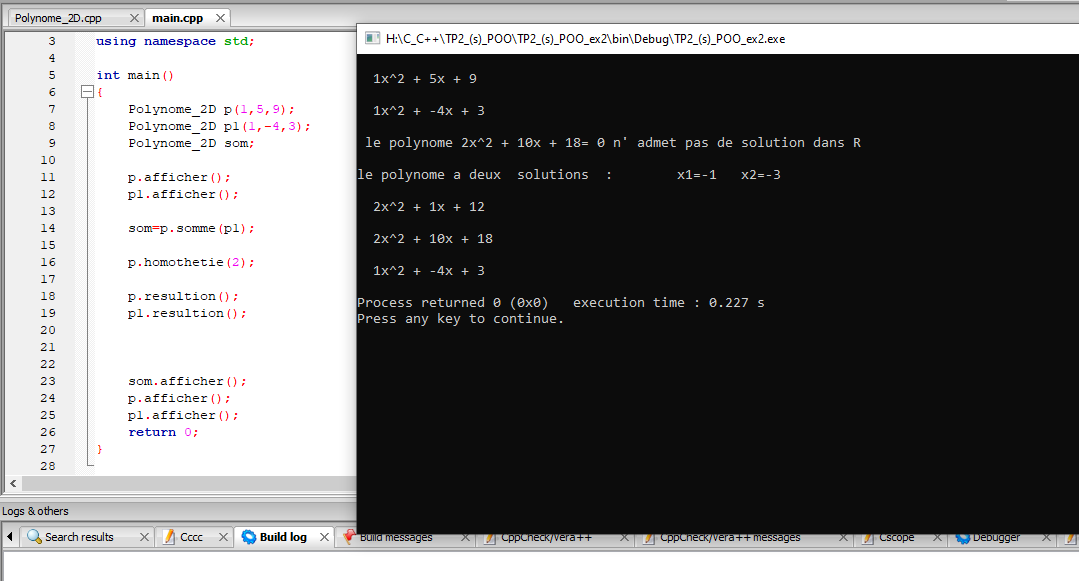 Polynome_2D.cpp main.cpp
3 using namespace std;
4
5 int main()
6 {
7 Polynome_2D p(1,5,9);
8 Polynome_2D p1(1,-4,3);
9 Polynome_2D som;
10
11 p.afficher();
12 p1.afficher();
13
14 som=p.somme(p1);
15
16 p.homothetie(2);
17
18 p.resultion();
19 p1.resultion();
20
21
22
23 som.afficher();
24 p.afficher();
25 p1.afficher();
26 return 0;
27 }
28
H:\C_C++\TP2_(s)_POO\TP2_(s)_POO_ex2\bin\Debug\TP2_(s)_POO_ex2.exe
1x^2 + 5x + 9
1x^2 + -4x + 3
le polynome 2x^2 + 10x + 18= 0 n' admet pas de solution dans R
le polynome a deux solutions : x1=-1 x2=-3
2x^2 + 1x + 12
2x^2 + 10x + 18
1x^2 + -4x + 3
Process returned 0 (0x0) execution time : 0.227 s
Press any key to continue.
Logs & others
Search results Cccc Build log Build messages CppCheck/Vera++ CppCheck/Vera++ messages Cscope Debugger